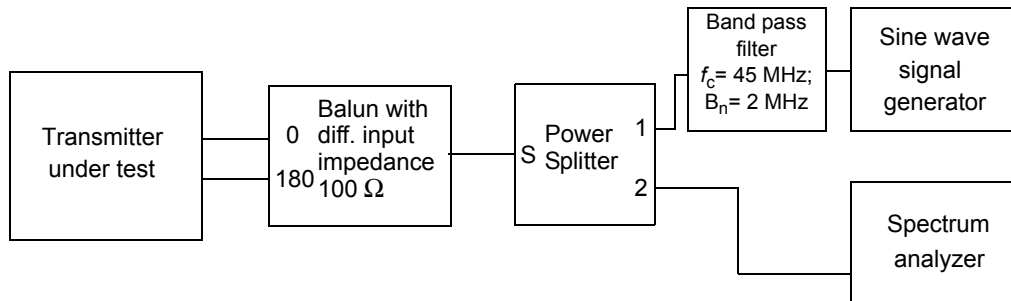 Transmitter
under test
0
180
Balun with
diff. input
impedance
100 Ω
S
Power
Splitter
1
2
Band pass
filter
fc= 45 MHz;
Bn= 2 MHz
Sine wave
signal
generator
Spectrum
analyzer